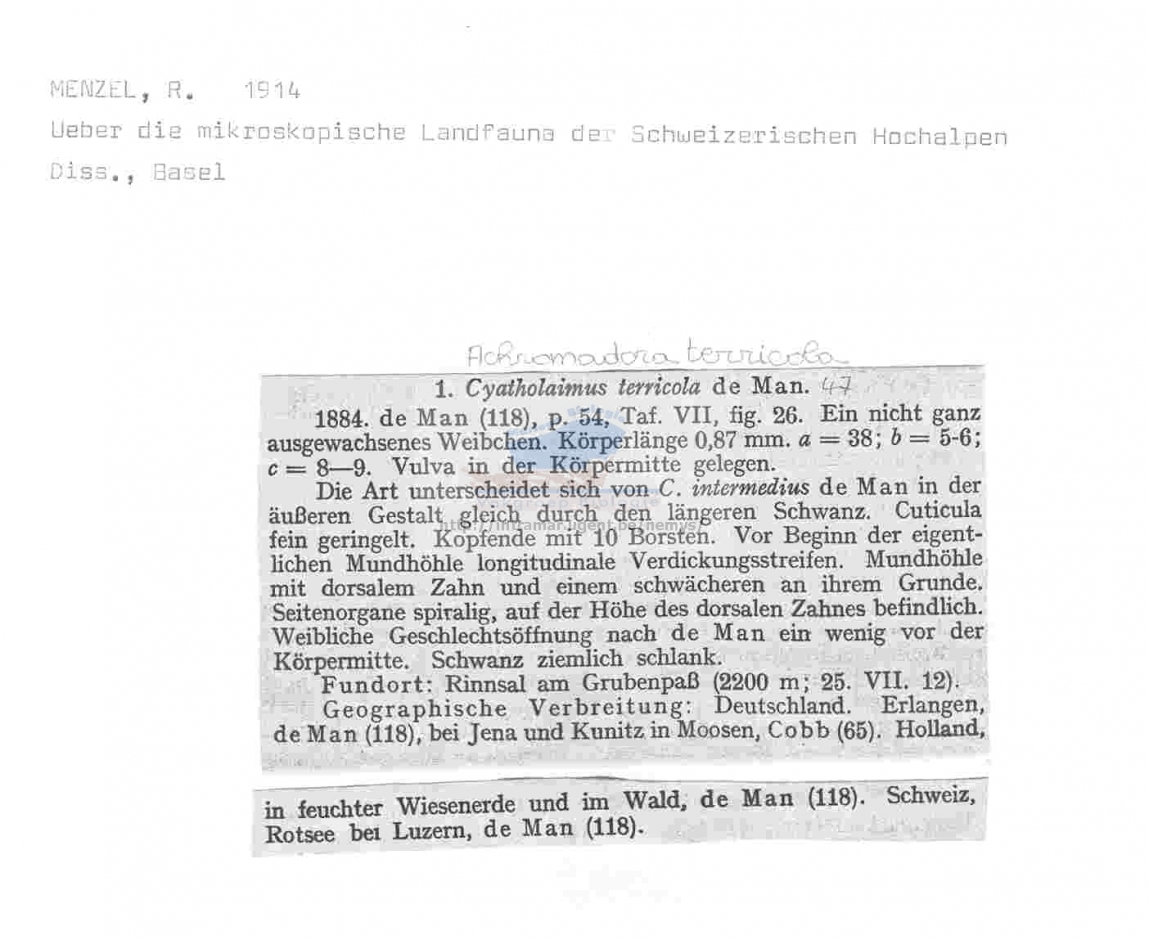 MENZEL, R. 1914
Ueber die mikroskopische Landfauna der Schweizerischen Hochalpen
Diss., Basel
Achromadora terricola
1. Cyatholaimus terricola de Man. 47
1884. de Man (118), p. 54, Taf. VII, fig. 26. Ein nicht ganz
ausgewachsenes Weibchen. Körperlänge 0,87 mm. a = 38; b = 5-6;
c = 8—9. Vulva in der Körpermitte gelegen.
Die Art unterscheidet sich von C. intermedius de Man in der
äußeren Gestalt gleich durch den längeren Schwanz. Cuticula
http://intramar.ugent.be/nemys/
fein geringelt. Kopfende mit 10 Borsten. Vor Beginn der eigent-
lichen Mundhöhle longitudinale Verdickungsstreifen. Mundhöhle
mit dorsalem Zahn und einem schwächeren an ihrem Grunde.
Seitenorgane spiralig, auf der Höhe des dorsalen Zahnes befindlich.
Weibliche Geschlechtsöffnung nach de Man ein wenig vor der
Körpermitte. Schwanz ziemlich schlank.
Fundort: Rinnsal am Grubenpaß (2200 m; 25. VII. 12).
Geographische Verbreitung: Deutschland. Erlangen,
de Man (118), bei Jena und Kunitz in Moosen, Cobb (65). Holland,
in feuchter Wiesenerde und im Wald, de Man (118). Schweiz,
Rotsee bei Luzern, de Man (118).